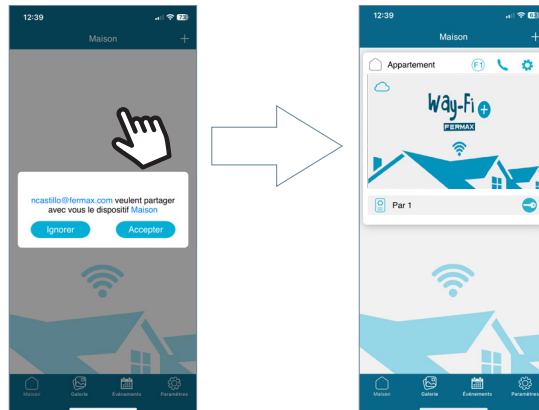 12:39
Maison
+
ncastillo@fermax.com veulent partager
avec vous le dispositif Maison
Ignorer
Accepter
Maison
Galerie
Événements
Paramètres
12:39
Maison
+
Appartement
F1
Way-Fi +
FERMAX
Par 1
Maison
Galerie
Événements
Paramètres